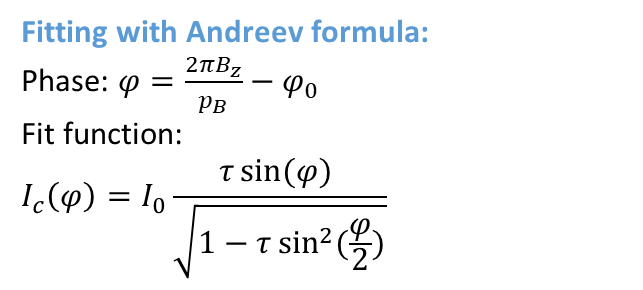 Fitting with Andreev formula:
Phase: φ = 2πB_z / p_B − φ_0
Fit function:
I_c(φ) = I_0 τ sin(φ) / √(1 − τ sin²(φ/2))